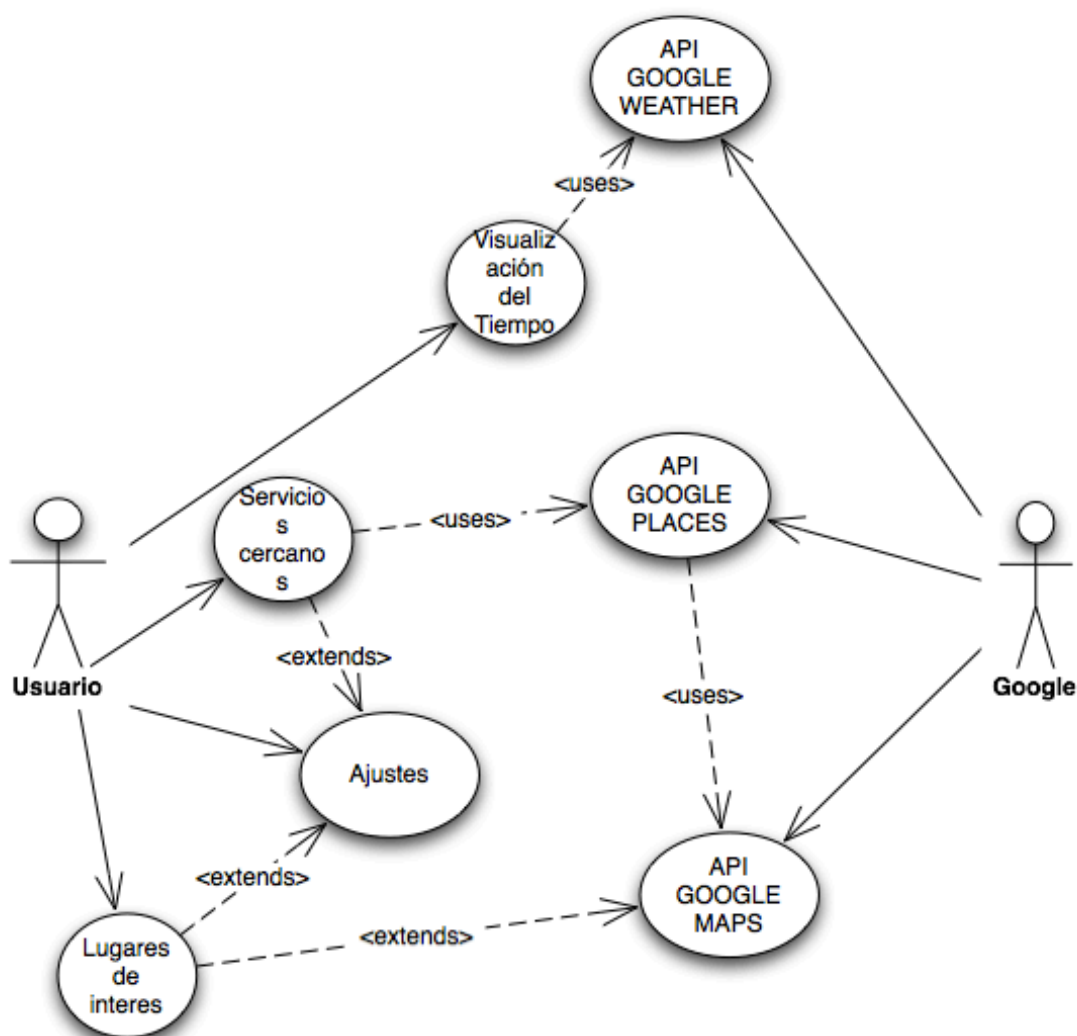 API
GOOGLE
WEATHER
<uses>
Visualiz
ación
del
Tiempo
API
GOOGLE
PLACES
Servicio
s
cercano
s
<uses>
<extends>
Usuario
Google
<uses>
Ajustes
<extends>
API
GOOGLE
MAPS
<extends>
Lugares
de
interes